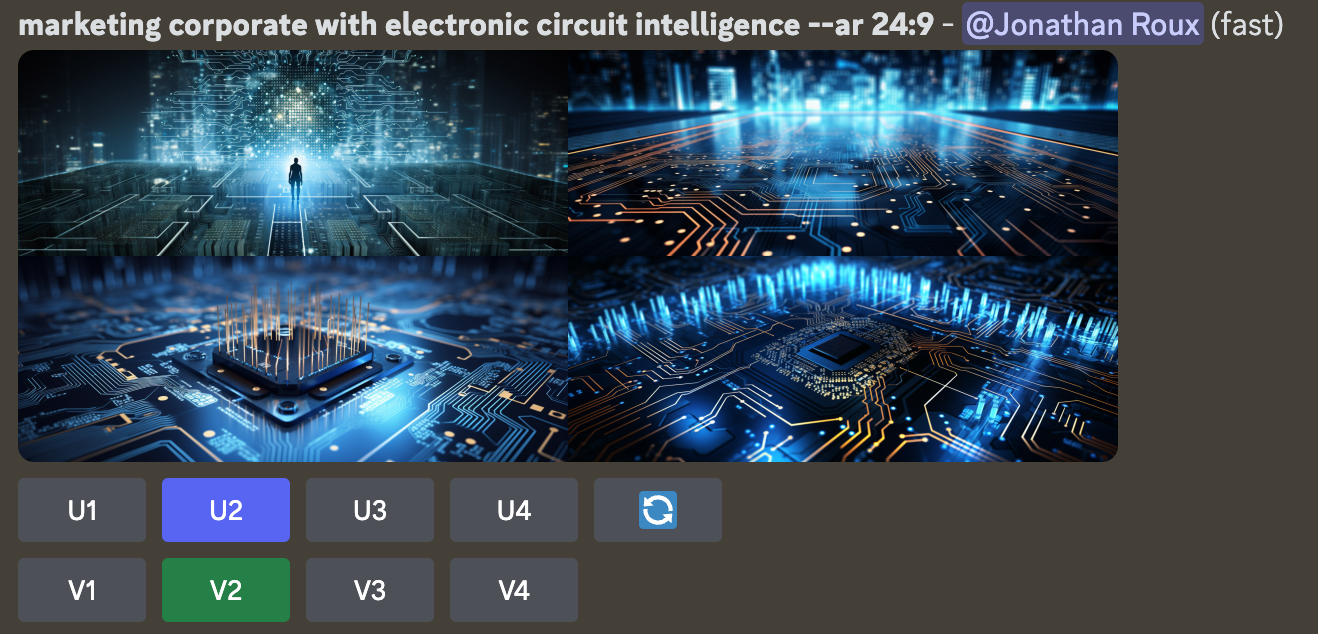 marketing corporate with electronic circuit intelligence --ar 24:9 - @Jonathan Roux (fast)
U1 U2 U3 U4
V1 V2 V3 V4